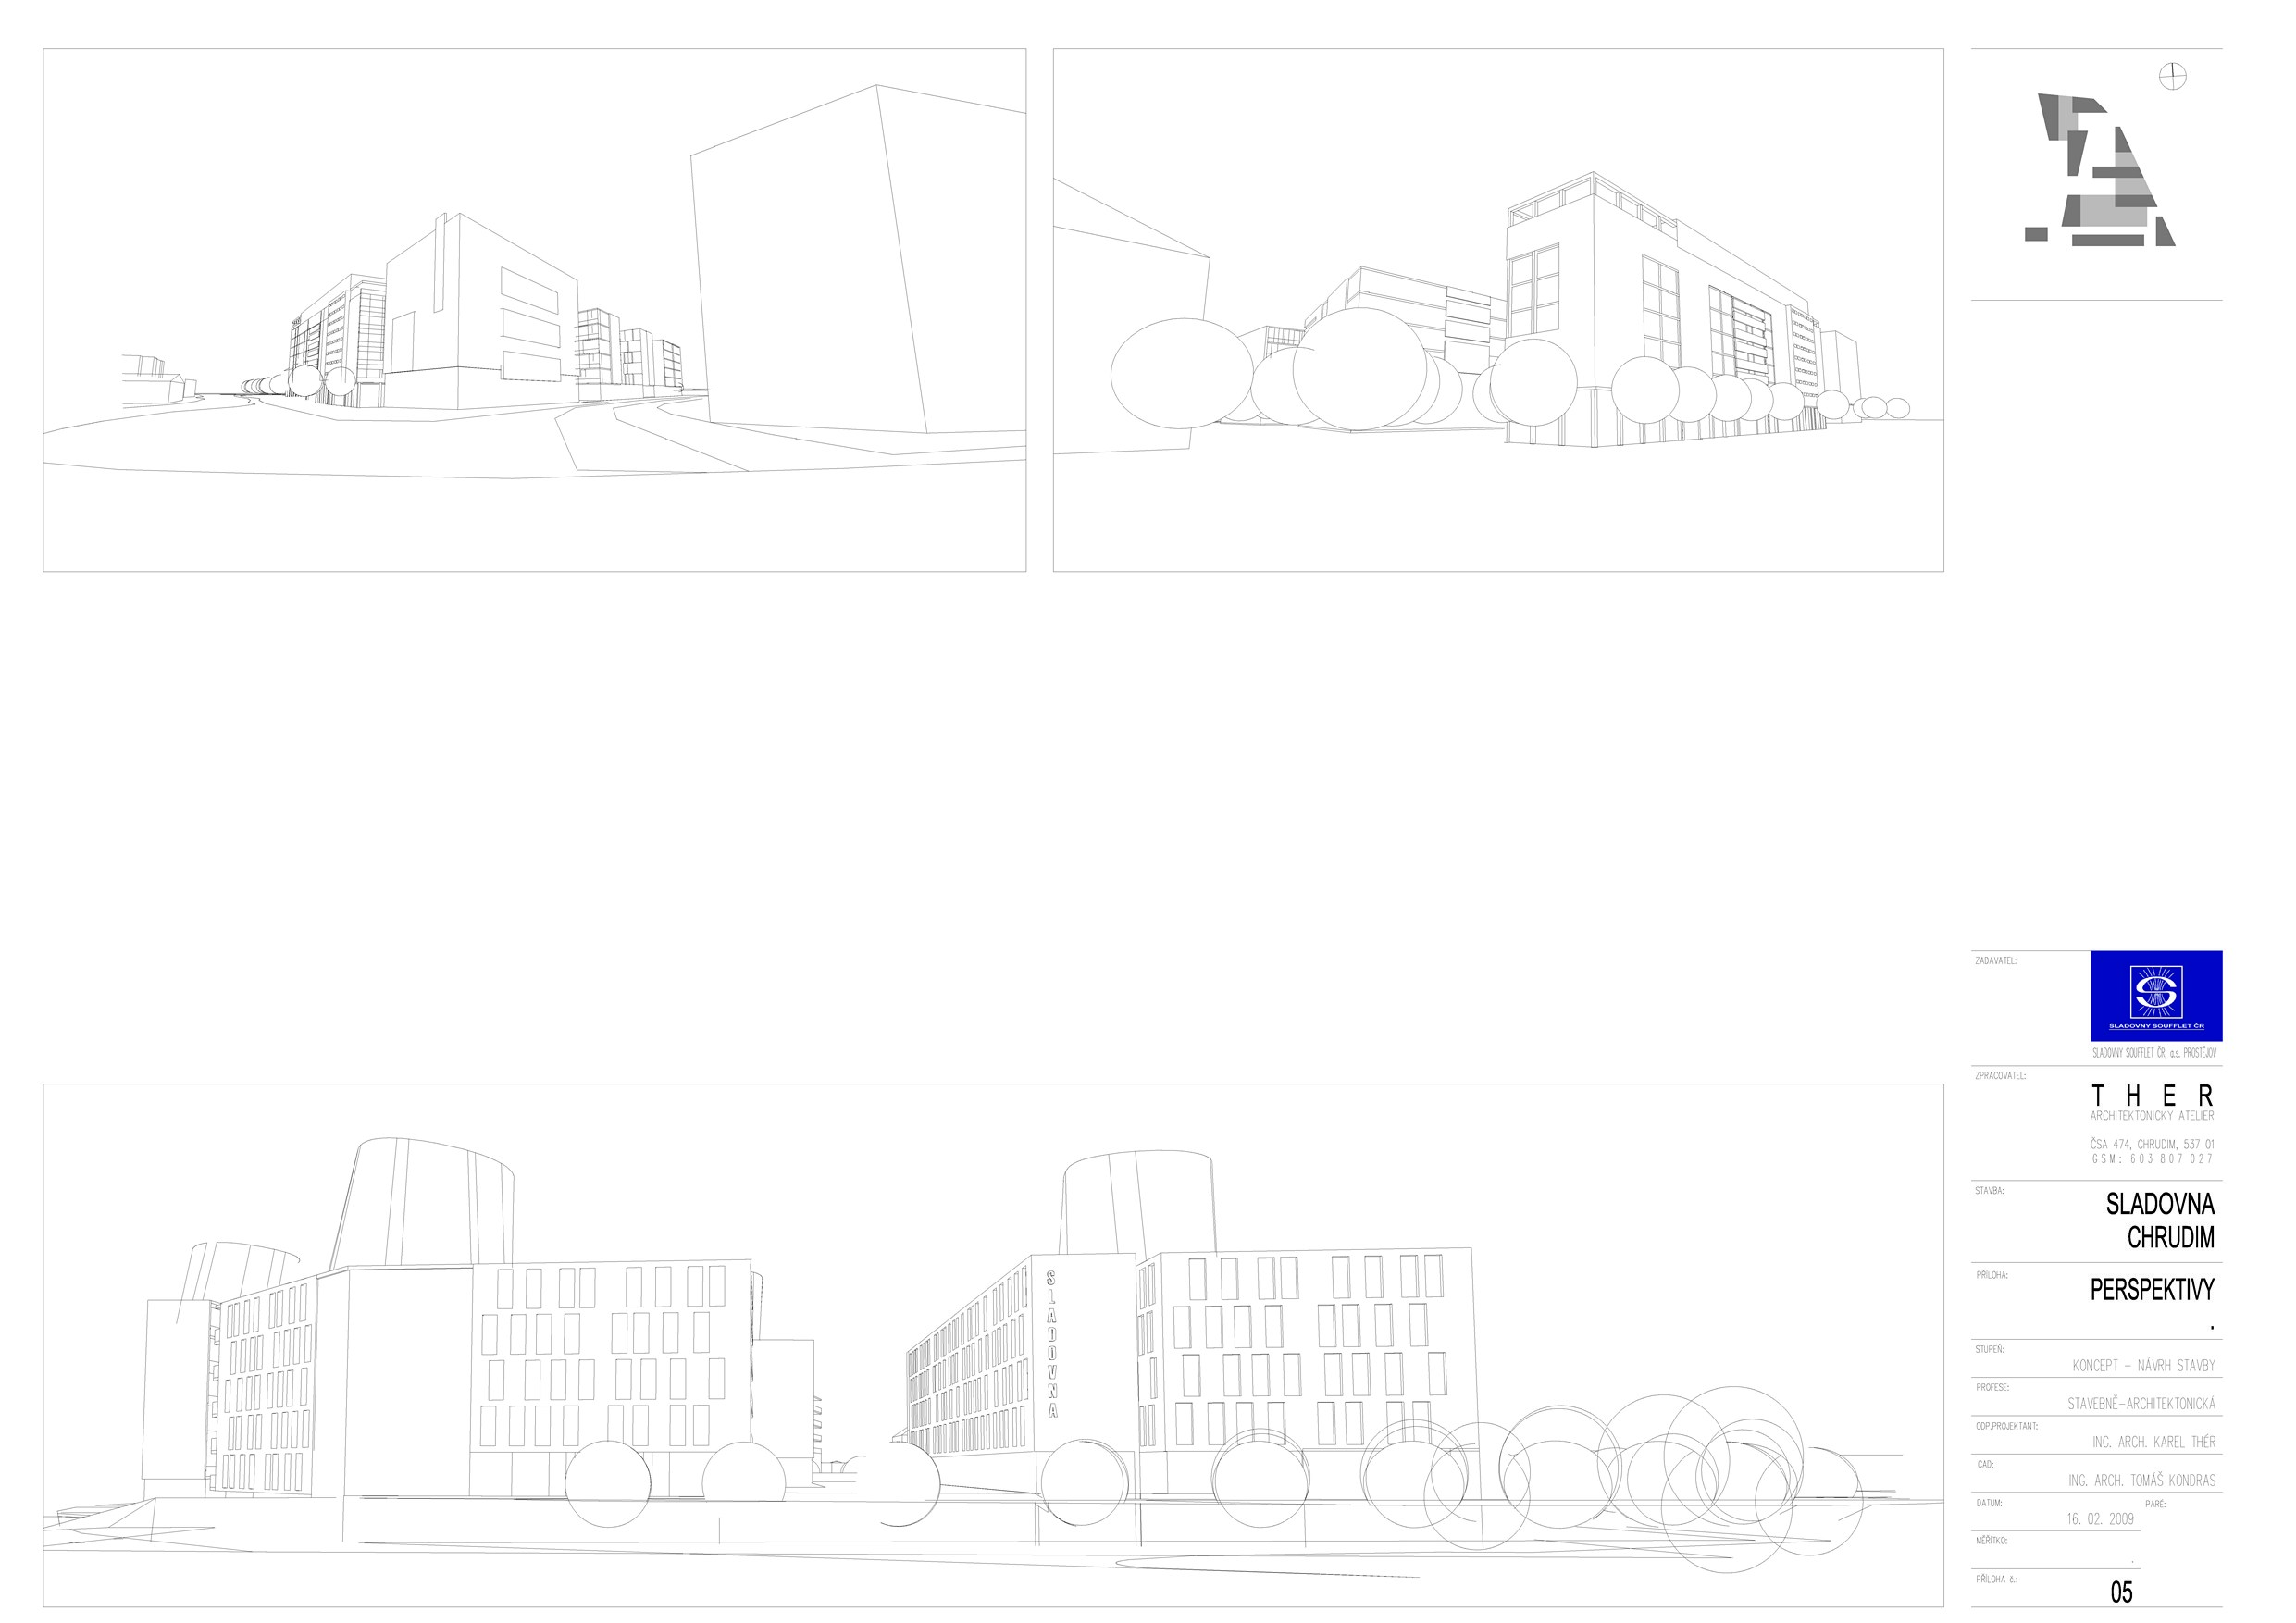 SLADOVNA
ZADAVATEL:
S
SLADOVNY SOUFFLET ČR
SLADOVNY SOUFFLET ČR, a.s. PROSTĚJOV
ZPRACOVATEL:
T H E R
ARCHITEKTONICKÝ ATELIER
ČSA 474, CHRUDIM, 537 01
GSM: 603 807 027
STAVBA:
SLADOVNA
CHRUDIM
PŘÍLOHA:
PERSPEKTIVY
.
STUPEŇ:
KONCEPT - NÁVRH STAVBY
PROFESE:
STAVEBNĚ-ARCHITEKTONICKÁ
ODP.PROJEKTANT:
ING. ARCH. KAREL THÉR
CAD:
ING. ARCH. TOMÁŠ KONDRAS
DATUM:
PARÉ:
16. 02. 2009
MĚŘÍTKO:
.
PŘÍLOHA č.:
05